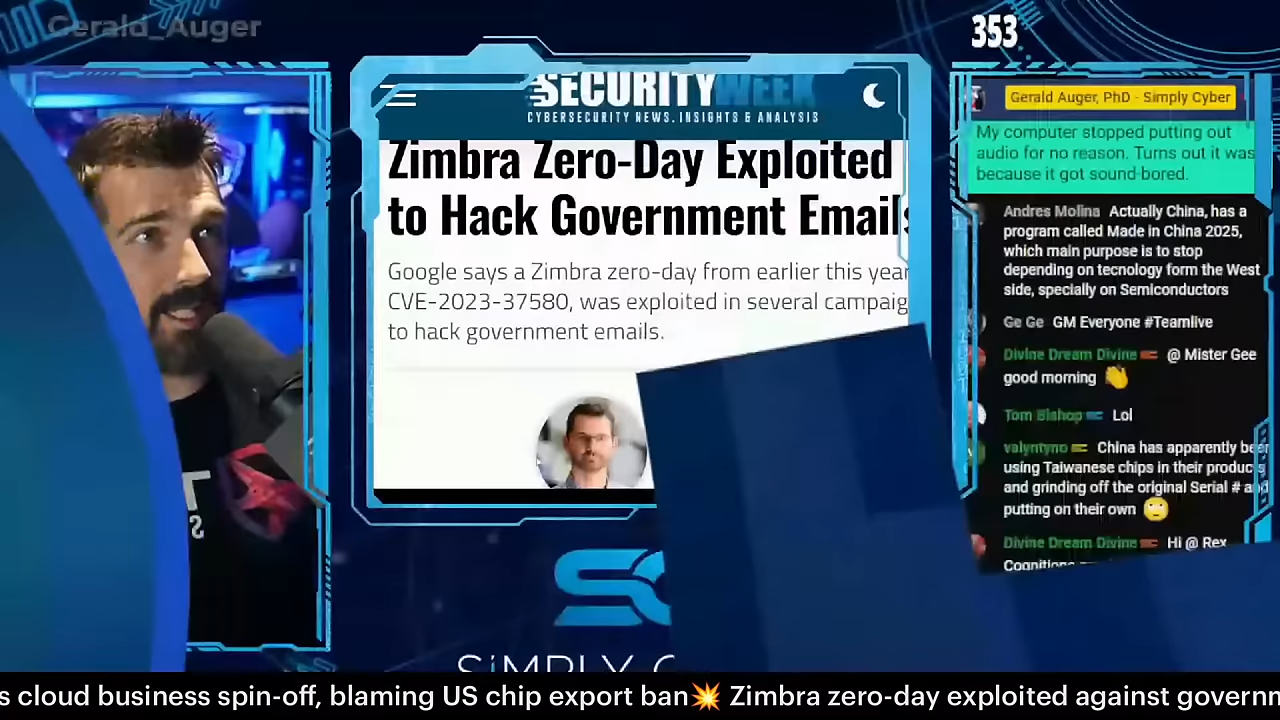 Gerald_Auger
353
SECURITYWEEK
CYBERSECURITY NEWS, INSIGHTS & ANALYSIS
Zimbra Zero-Day Exploited
to Hack Government Emails
Google says a Zimbra zero-day from earlier this year
CVE-2023-37580, was exploited in several campaig
to hack government emails.
Gerald Auger, PhD - Simply Cyber
My computer stopped putting out
audio for no reason. Turns out it was
because it got sound-bored.
Andres Molina Actually China, has a
program called Made in China 2025,
which main purpose is to stop
depending on tecnology form the West
side, specially on Semiconductors
Ge Ge GM Everyone #Teamlive
Divine Dream Divine @ Mister Gee
good morning 👏
Tom Bishop Lol
valyntyno China has apparently been
using Taiwanese chips in their products
and grinding off the original Serial # and
putting on their own 🙄
Divine Dream Divine Hi @ Rex
Cognitions
SC
SiMPLY C
s cloud business spin-off, blaming US chip export ban💥 Zimbra zero-day exploited against governm